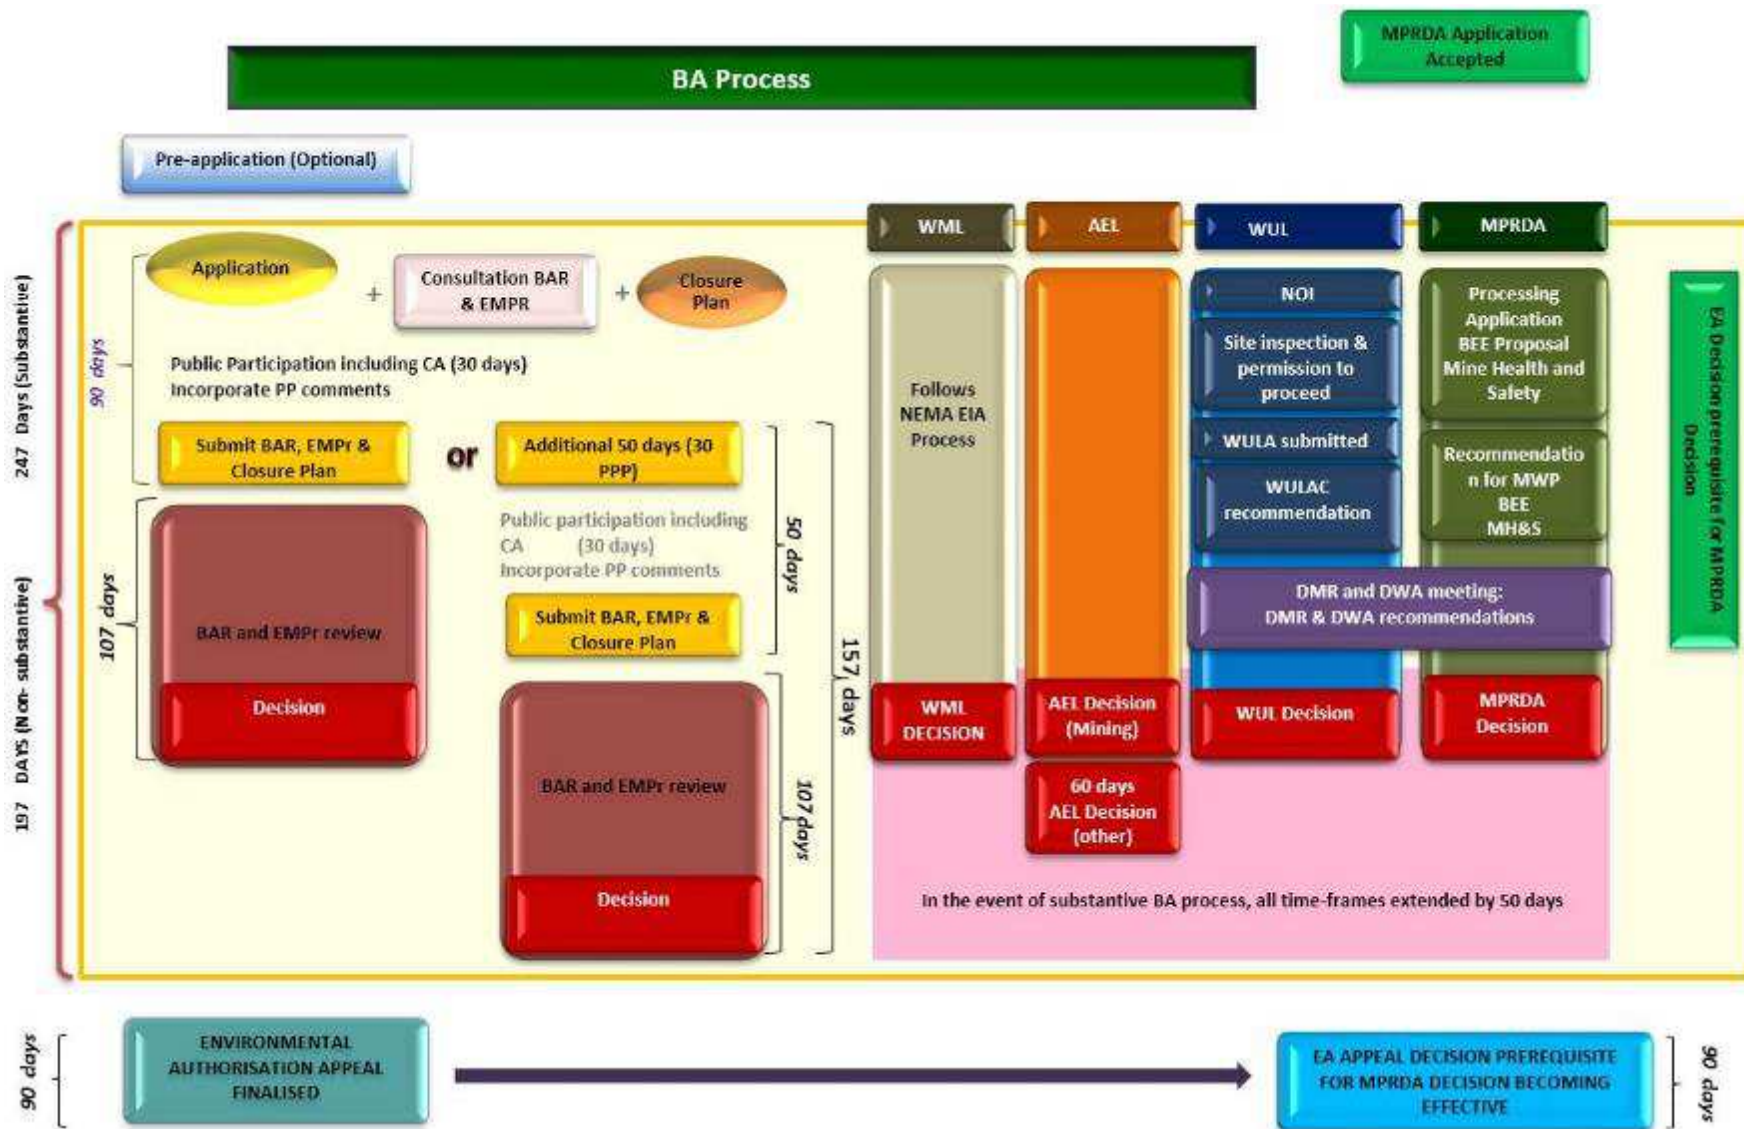 MPRDA Application
Accepted
BA Process
Pre-application (Optional)
247 Days (Substantive)
197 DAYS (Non- substantive)
90 days
Application
+
Consultation BAR
& EMPR
+
Closure
Plan
Public Participation including CA (30 days)
Incorporate PP comments
Submit BAR, EMPr &
Closure Plan
or
Additional 50 days (30
PPP)
107 days
BAR and EMPr review
Decision
Public participation including
CA (30 days)
Incorporate PP comments
Submit BAR, EMPr &
Closure Plan
50 days
BAR and EMPr review
Decision
107 days
157, days
WML
Follows
NEMA EIA
Process
WML
DECISION
AEL
AEL Decision
(Mining)
60 days
AEL Decision
(other)
WUL
NOI
Site inspection &
permission to
proceed
WULA submitted
WULAC
recommendation
WUL Decision
MPRDA
Processing
Application
BEE Proposal
Mine Health and
Safety
Recommendatio
n for MWP
BEE
MH&S
DMR and DWA meeting:
DMR & DWA recommendations
MPRDA
Decision
EA Decision prerequisite for MPRDA
Decision
In the event of substantive BA process, all time-frames extended by 50 days
90 days
ENVIRONMENTAL
AUTHORISATION APPEAL
FINALISED
EA APPEAL DECISION PREREQUISITE
FOR MPRDA DECISION BECOMING
EFFECTIVE
90 days